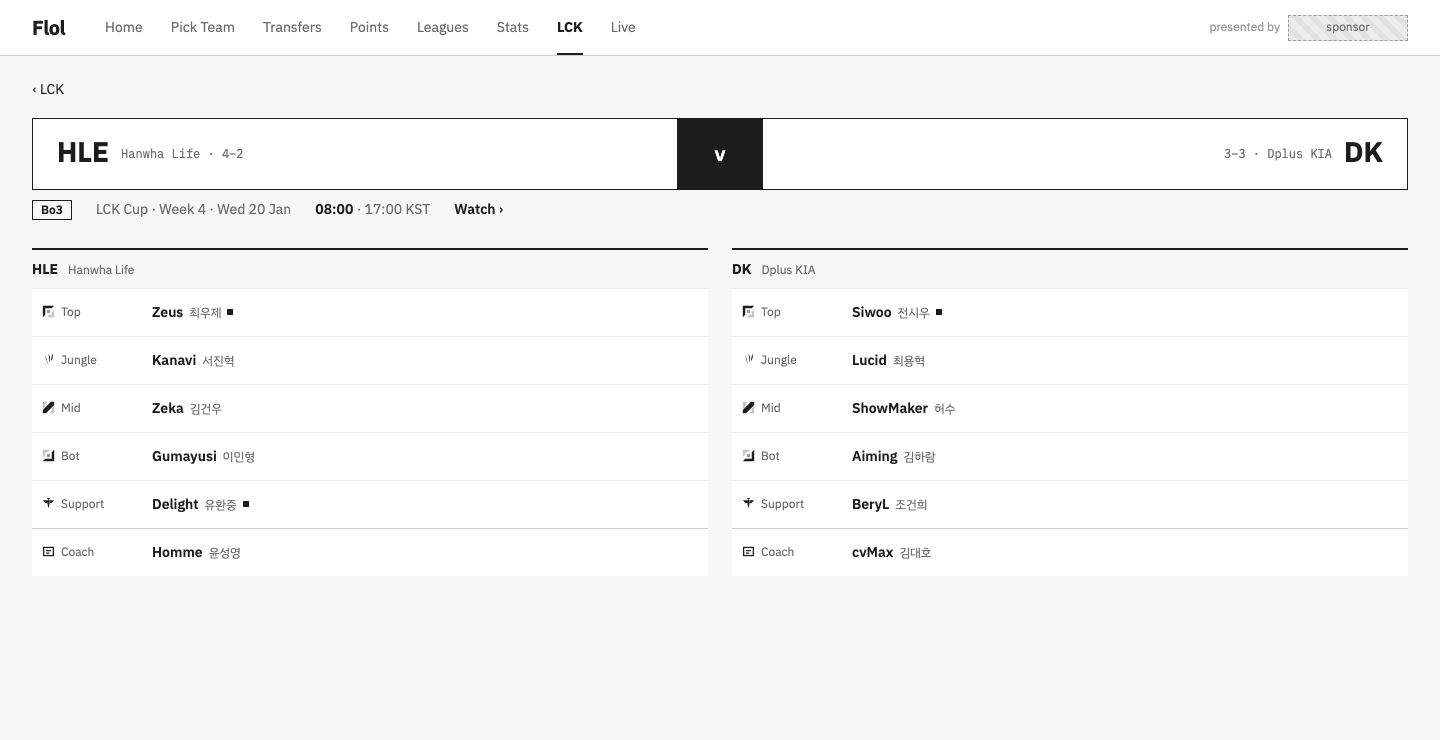 Flol Home Pick Team Transfers Points Leagues Stats LCK Live presented by sponsor
‹ LCK
HLE Hanwha Life · 4–2 v 3–3 · Dplus KIA DK
Bo3 LCK Cup · Week 4 · Wed 20 Jan 08:00 · 17:00 KST Watch ›
HLE Hanwha Life
Top Zeus 최우제
Jungle Kanavi 서진혁
Mid Zeka 김건우
Bot Gumayusi 이민형
Support Delight 유환중
Coach Homme 윤성영
DK Dplus KIA
Top Siwoo 전시우
Jungle Lucid 최용혁
Mid ShowMaker 허수
Bot Aiming 김하람
Support BeryL 조건희
Coach cvMax 김대호